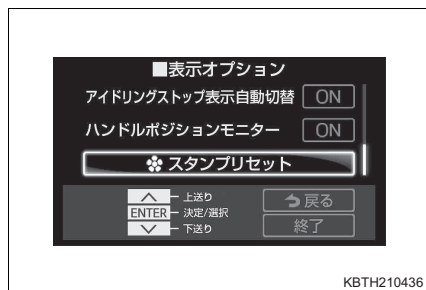 ■表示オプション
アイドリングストップ表示自動切替 ON
ハンドルポジションモニター ON
スタンプリセット
上送り
ENTER 決定/選択
下送り
戻る
終了
KBTH210436